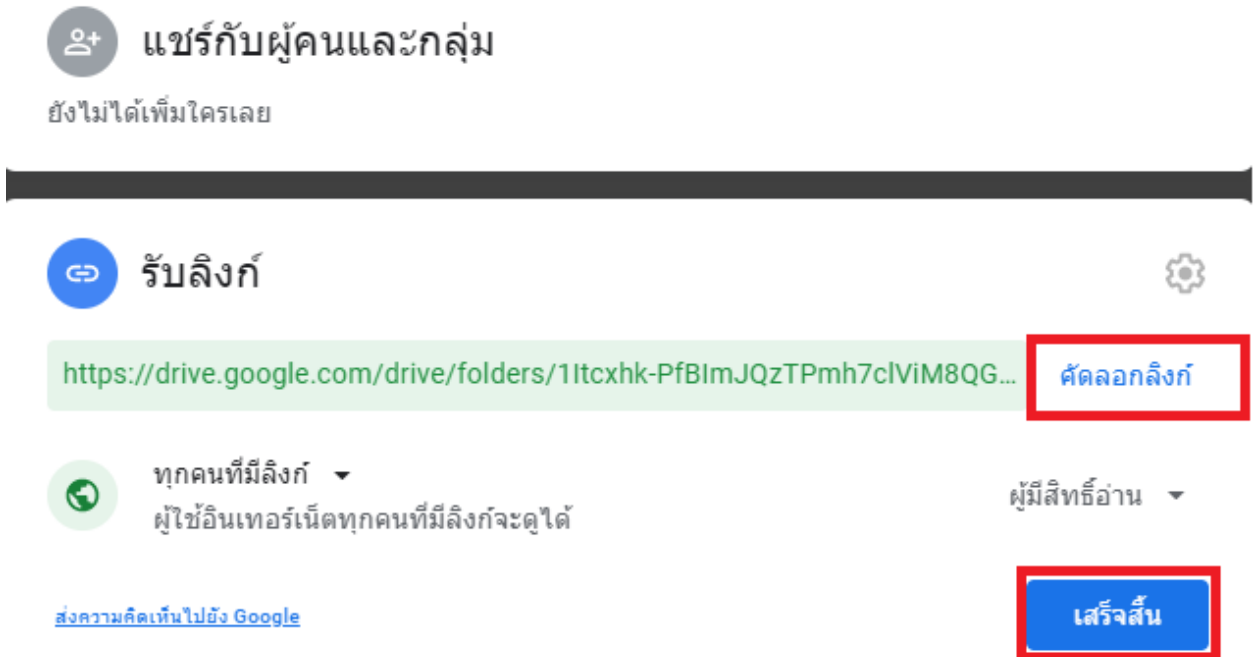 แชร์กับผู้คนและกลุ่ม
ยังไม่ได้เพิ่มใครเลย
รับลิงก์
https://drive.google.com/drive/folders/1Itcxhk-PfBImJQzTPmh7clViM8QG... คัดลอกลิงก์
ทุกคนที่มีลิงก์
ผู้ใช้อินเทอร์เน็ตทุกคนที่มีลิงก์จะดูได้
ผู้มีสิทธิ์อ่าน
ส่งความคิดเห็นไปยัง Google
เสร็จสิ้น